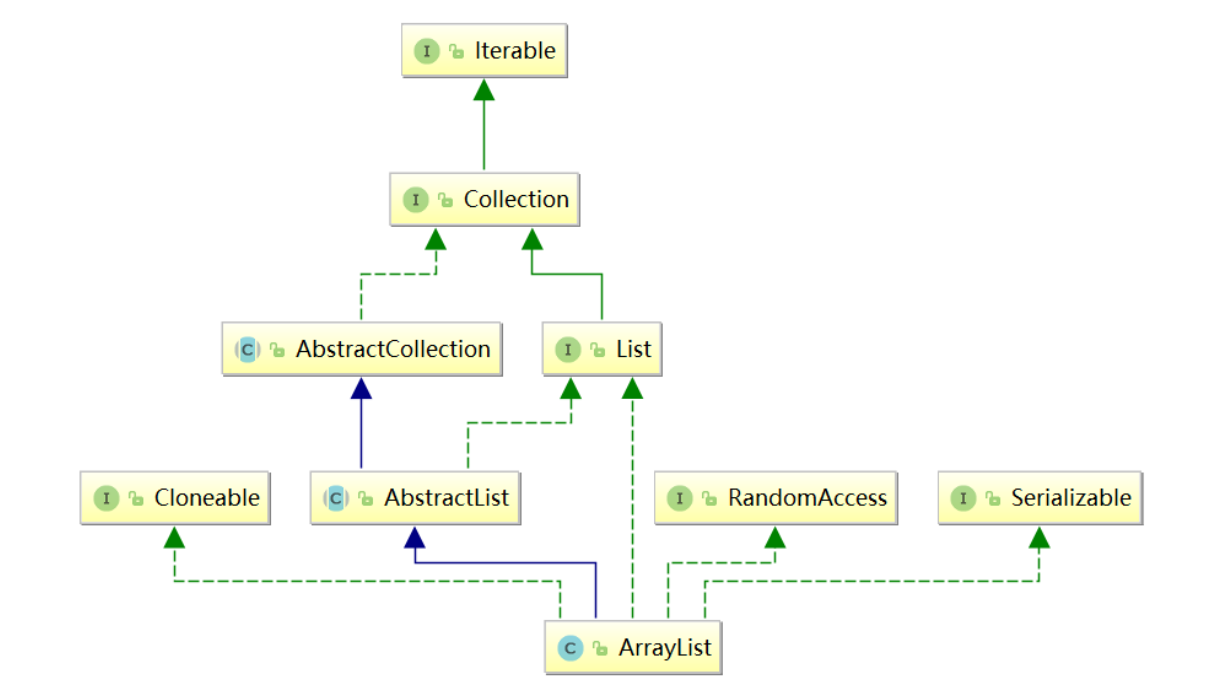 I Iterable
I Collection
C AbstractCollection
I List
I Cloneable
C AbstractList
I RandomAccess
I Serializable
C ArrayList